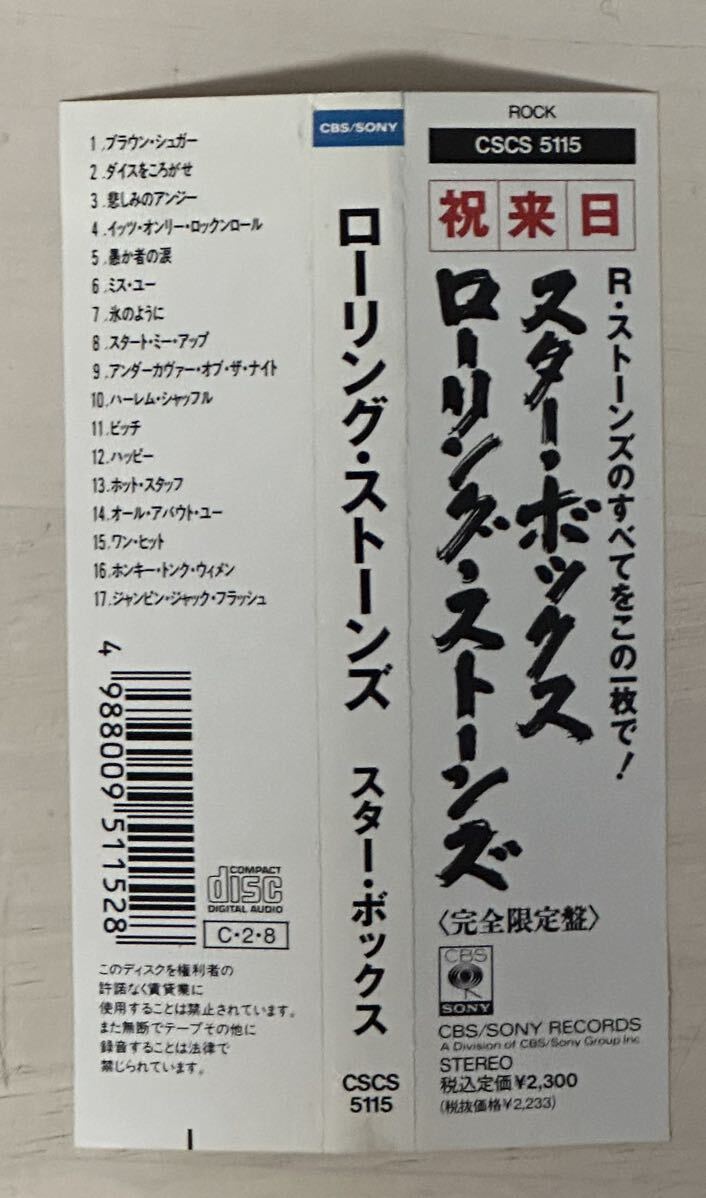 ROCK
CSCS 5115
祝来日
R・ストーンズのすべてをこの一枚で!
スター・ボックス
ローリング・ストーンズ
〈完全限定盤〉
CBS
SONY
CBS/SONY RECORDS
A Division of CBS/Sony Group Inc.
STEREO
税込定価¥2,300
(税抜価格¥2,233)
CBS/SONY
ローリング・ストーンズ スター・ボックス
CSCS
5115
1.ブラウン・シュガー
2.ダイスをころがせ
3.悲しみのアンジー
4.イッツ・オンリー・ロックンロール
5.愚か者の涙
6.ミス・ユー
7.氷のように
8.スタート・ミー・アップ
9.アンダーカヴァー・オブ・ザ・ナイト
10.ハーレム・シャッフル
11.ビッチ
12.ハッピー
13.ホット・スタッフ
14.オール・アバウト・ユー
15.ワン・ヒット
16.ホンキー・トンク・ウィメン
17.ジャンピン・ジャック・フラッシュ
4 988009 511528
COMPACT
disc
DIGITAL AUDIO
C・2・8
このディスクを権利者の
許諾なく賃貸業に
使用することは禁止されています。
また無断でテープその他に
録音することは法律で
禁じられています。